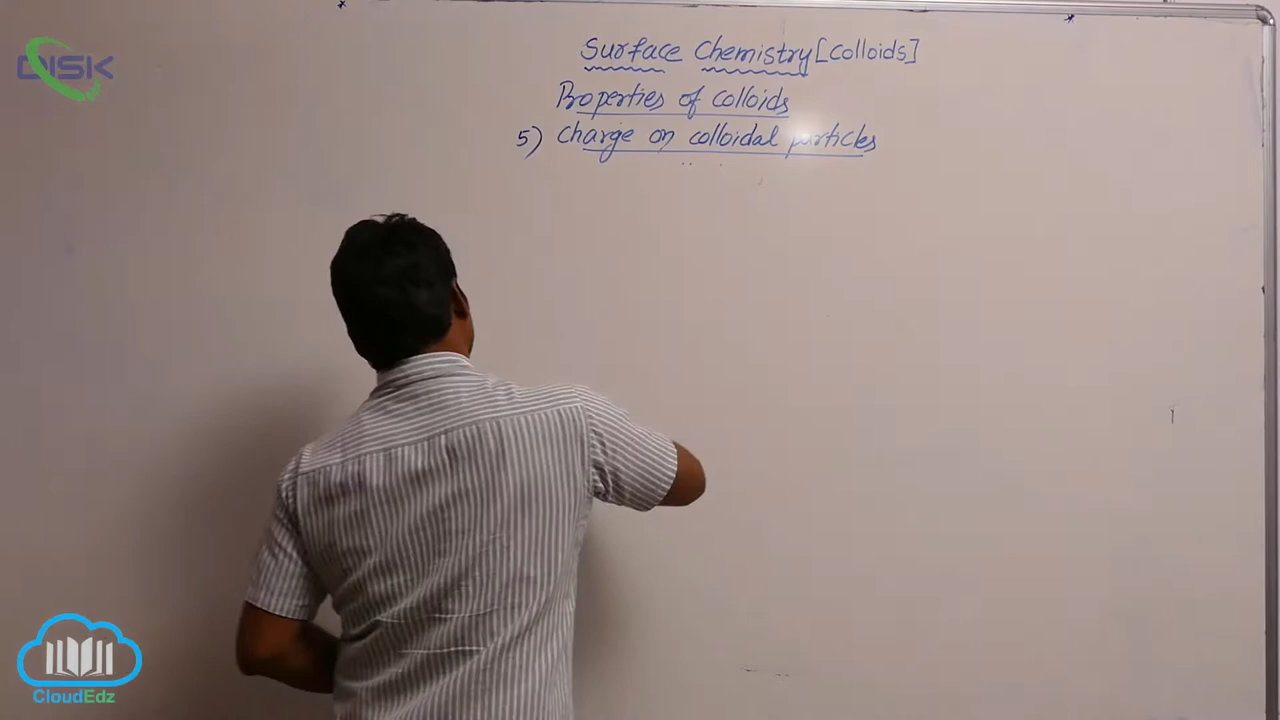 DISK
Surface Chemistry [Colloids]
Properties of colloids
5) Charge on colloidal particles
CloudEdz